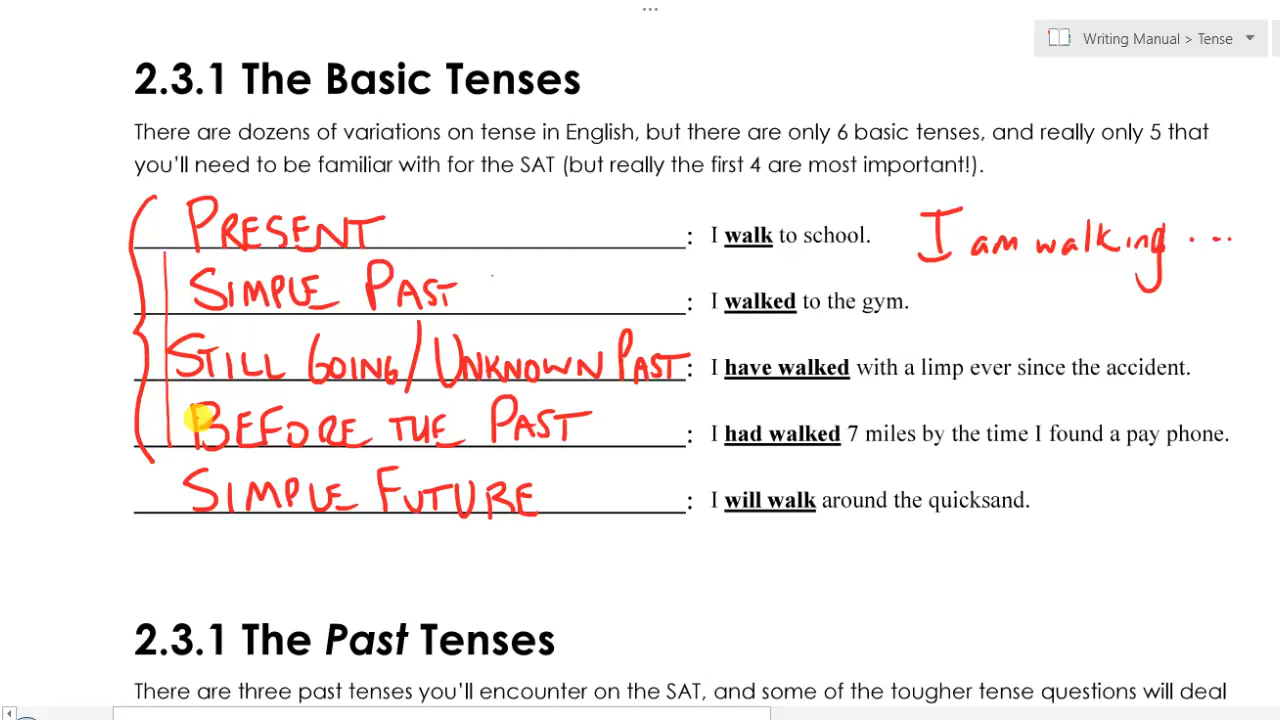 ...
Writing Manual > Tense
2.3.1 The Basic Tenses
There are dozens of variations on tense in English, but there are only 6 basic tenses, and really only 5 that
you'll need to be familiar with for the SAT (but really the first 4 are most important!).
PRESENT : I walk to school. I am walking ...
SIMPLE PAST : I walked to the gym.
STILL GOING/UNKNOWN PAST : I have walked with a limp ever since the accident.
BEFORE THE PAST : I had walked 7 miles by the time I found a pay phone.
SIMPLE FUTURE : I will walk around the quicksand.
2.3.1 The Past Tenses
There are three past tenses you'll encounter on the SAT, and some of the tougher tense questions will deal